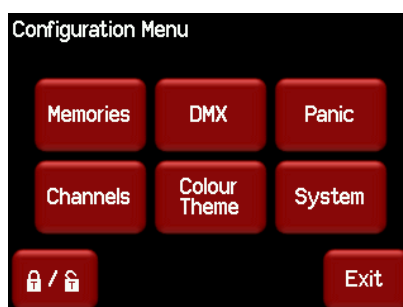 Configuration Menu
Memories
DMX
Panic
Channels
Colour
Theme
System
/
Exit